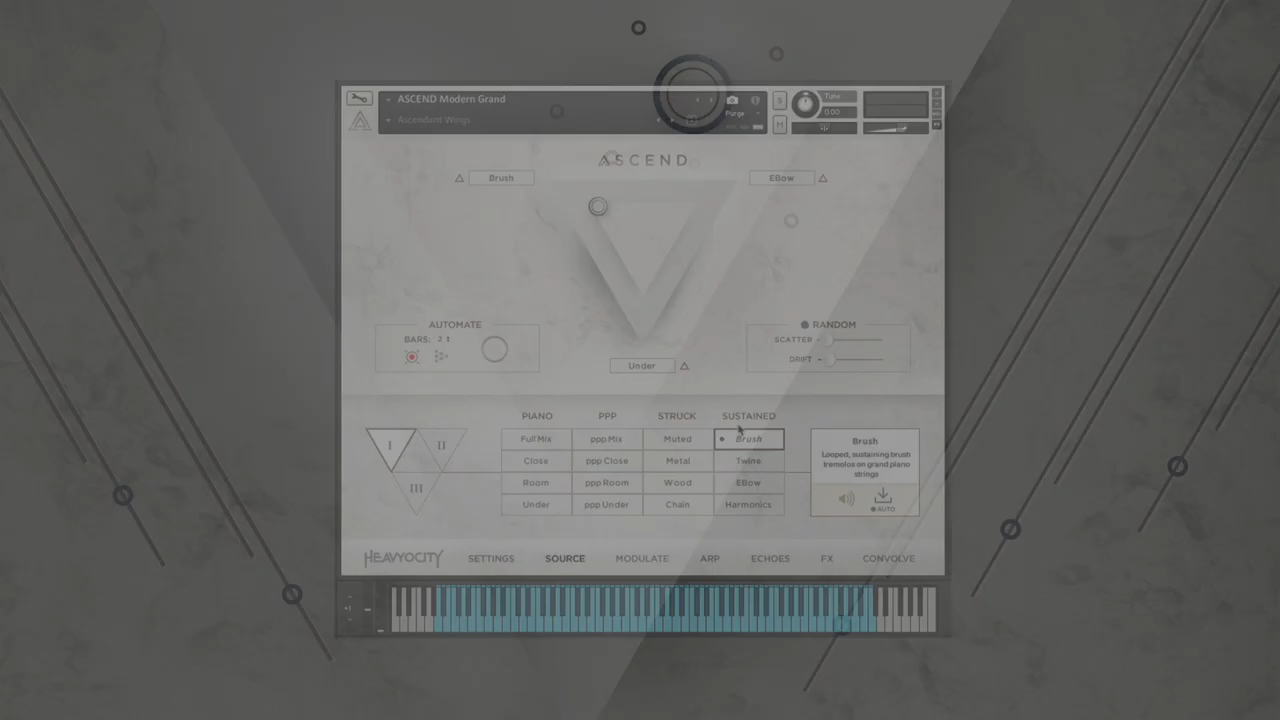 ASCEND Modern Grand
Ascendant Wings
Purge
S
M
Tune
0.00
ASCEND
Brush
EBow
AUTOMATE
BARS: 2
RANDOM
SCATTER
DRIFT
Under
PIANO PPP STRUCK SUSTAINED
I II III
Full Mix ppp Mix Muted Brush
Close ppp Close Metal Twine
Room ppp Room Wood EBow
Under ppp Under Chain Harmonics
Brush
Looped, sustaining brush
tremolos on grand piano
strings
AUTO
HEAVYOCITY SETTINGS SOURCE MODULATE ARP ECHOES FX CONVOLVE